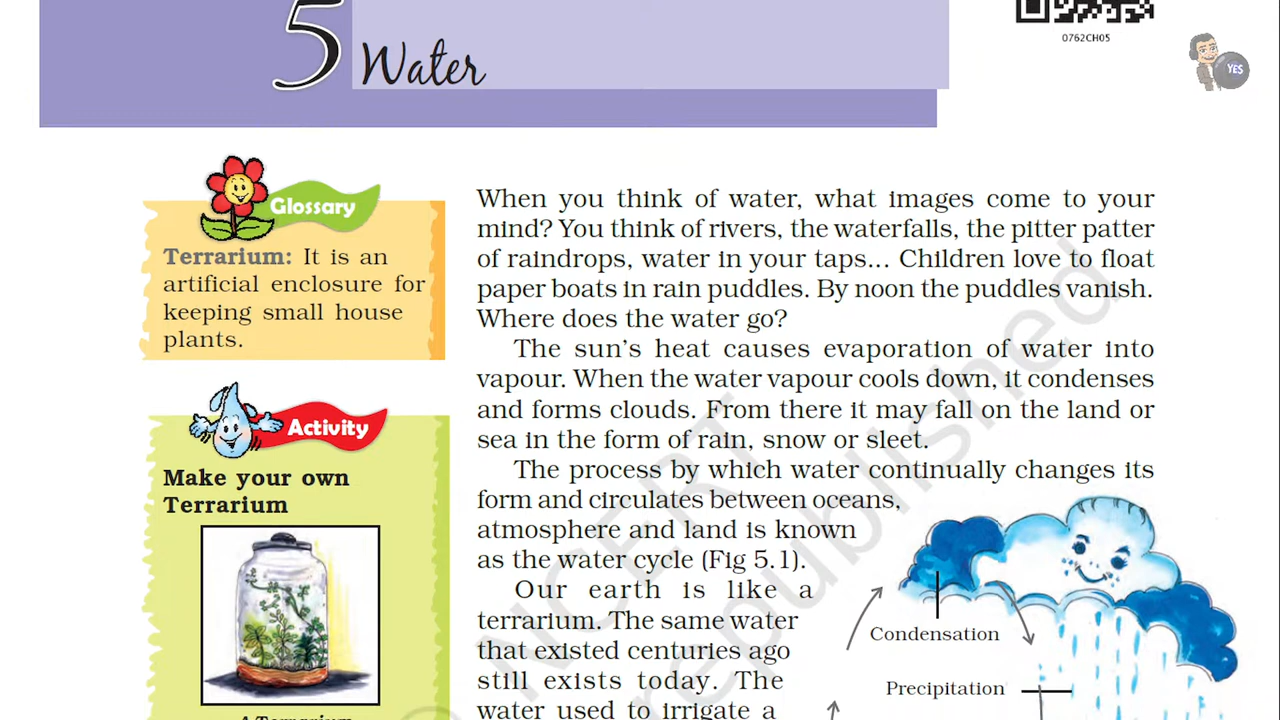 5 Water
0762CH05
YES
Glossary
Terrarium: It is an
artificial enclosure for
keeping small house
plants.
Activity
Make your own
Terrarium
A Terrarium
When you think of water, what images come to your
mind? You think of rivers, the waterfalls, the pitter patter
of raindrops, water in your taps... Children love to float
paper boats in rain puddles. By noon the puddles vanish.
Where does the water go?
The sun's heat causes evaporation of water into
vapour. When the water vapour cools down, it condenses
and forms clouds. From there it may fall on the land or
sea in the form of rain, snow or sleet.
The process by which water continually changes its
form and circulates between oceans,
atmosphere and land is known
as the water cycle (Fig 5.1).
Our earth is like a
terrarium. The same water
that existed centuries ago
still exists today. The
water used to irrigate a
Condensation
Precipitation
NCERT
republished